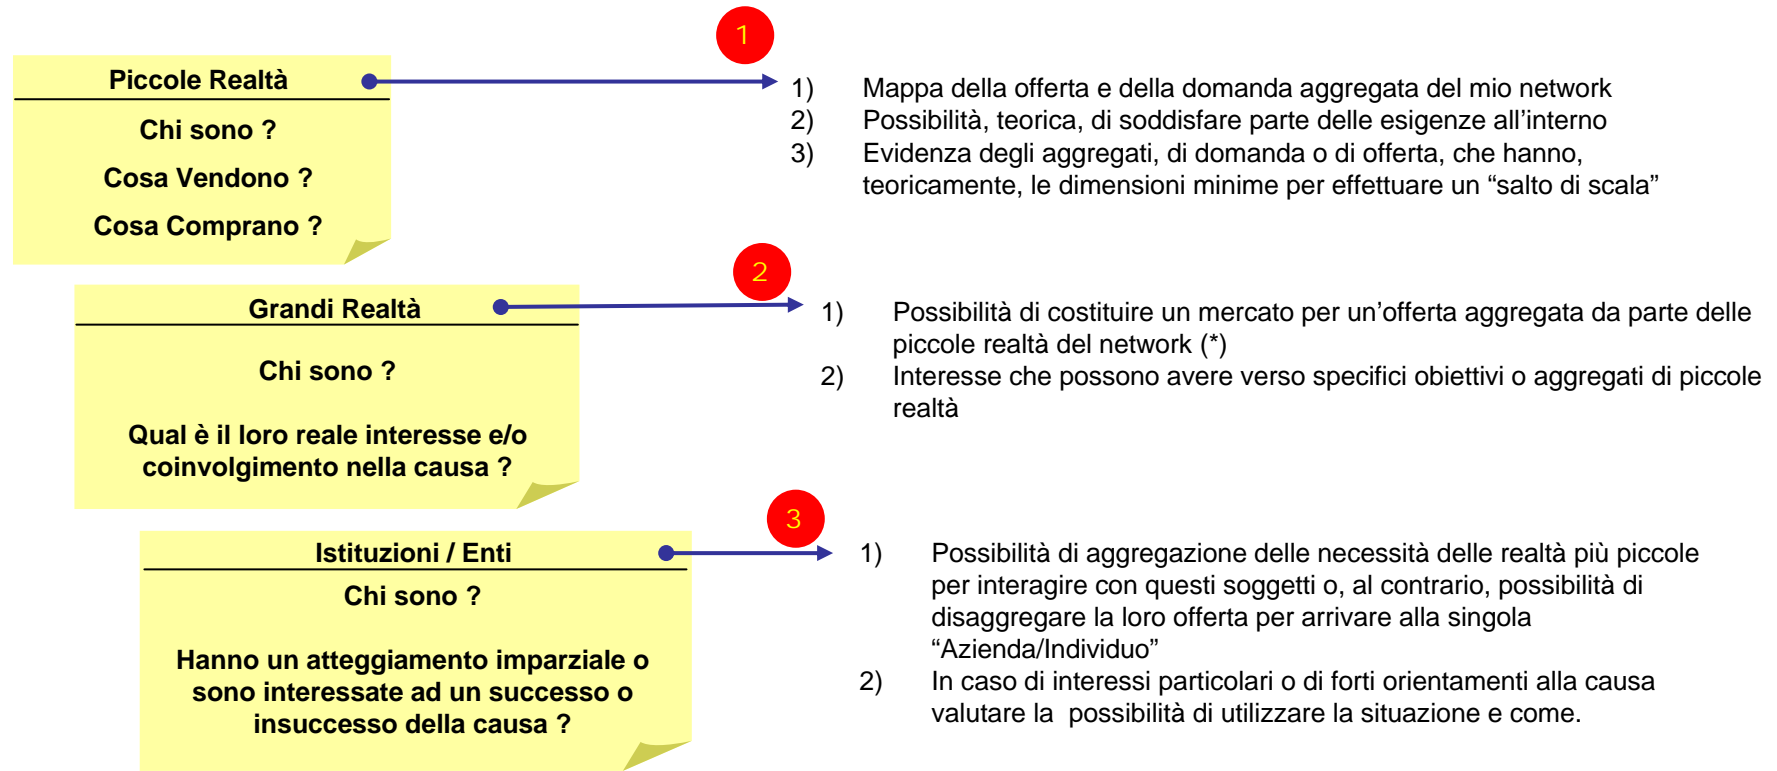 1
Piccole Realtà
Chi sono ?
Cosa Vendono ?
Cosa Comprano ?
1) Mappa della offerta e della domanda aggregata del mio network
2) Possibilità, teorica, di soddisfare parte delle esigenze all’interno
3) Evidenza degli aggregati, di domanda o di offerta, che hanno,
teoricamente, le dimensioni minime per effettuare un “salto di scala”
2
Grandi Realtà
Chi sono ?
Qual è il loro reale interesse e/o
coinvolgimento nella causa ?
1) Possibilità di costituire un mercato per un’offerta aggregata da parte delle
piccole realtà del network (*)
2) Interesse che possono avere verso specifici obiettivi o aggregati di piccole
realtà
3
Istituzioni / Enti
Chi sono ?
Hanno un atteggiamento imparziale o
sono interessate ad un successo o
insuccesso della causa ?
1) Possibilità di aggregazione delle necessità delle realtà più piccole
per interagire con questi soggetti o, al contrario, possibilità di
disaggregare la loro offerta per arrivare alla singola
“Azienda/Individuo”
2) In caso di interessi particolari o di forti orientamenti alla causa
valutare la possibilità di utilizzare la situazione e come.